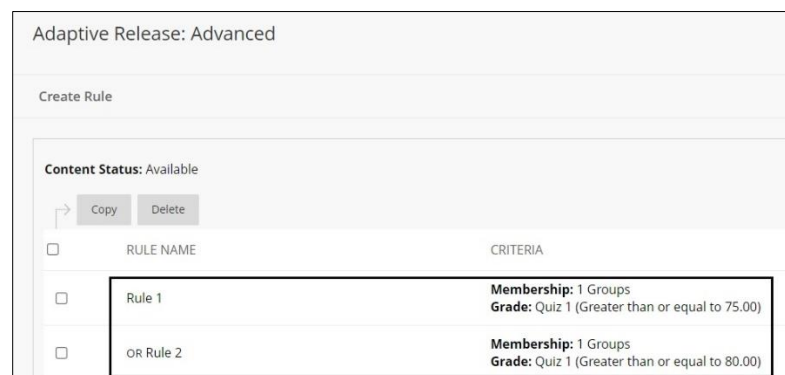 Adaptive Release: Advanced
Create Rule
Content Status: Available
Copy Delete
RULE NAME CRITERIA
Rule 1 Membership: 1 Groups
Grade: Quiz 1 (Greater than or equal to 75.00)
OR Rule 2 Membership: 1 Groups
Grade: Quiz 1 (Greater than or equal to 80.00)